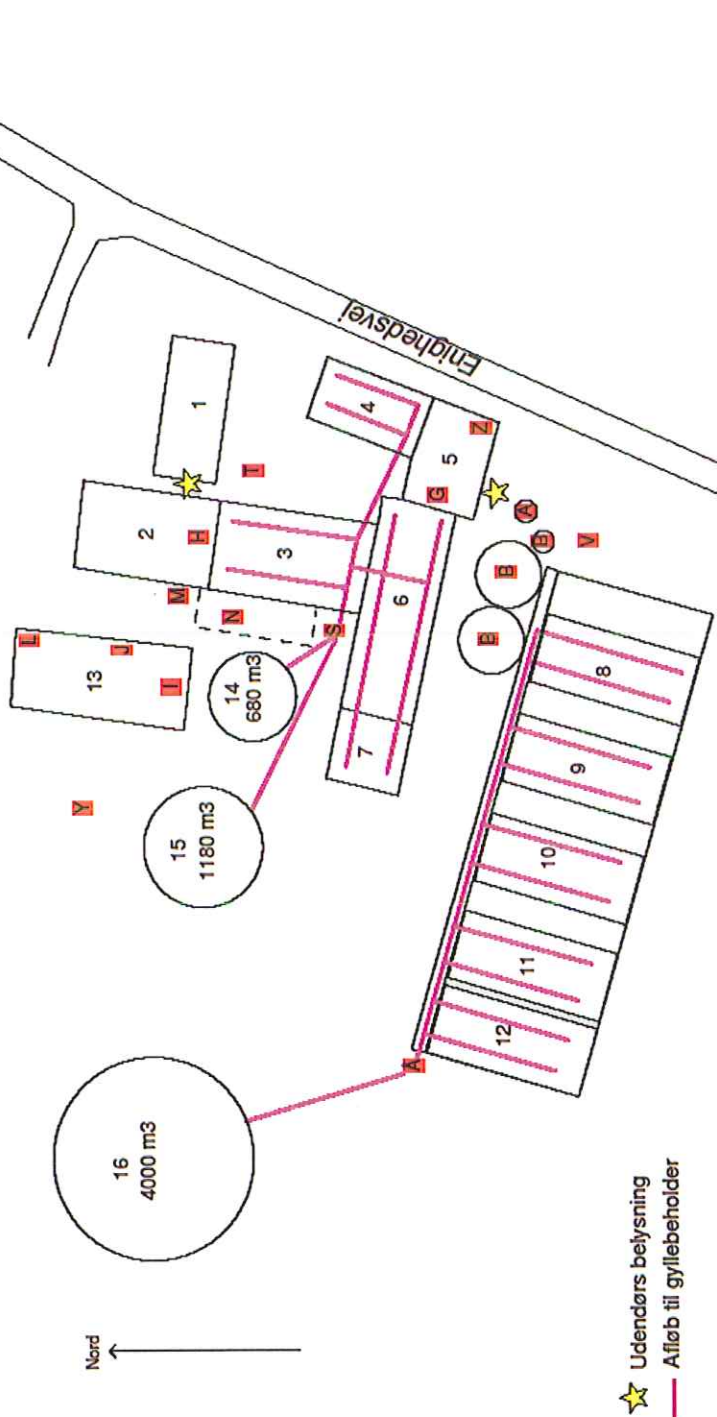 Nord
16
4000 m3
15
1180 m3
14
680 m3
Y
13
L
J
I
M
N
2
H
1
T
3
S
4
Enighedsvej
5
Z
G
6
7
A
B
B
B
V
8
9
10
11
12
A
Udendørs belysning
Afløb til gyllebeholder